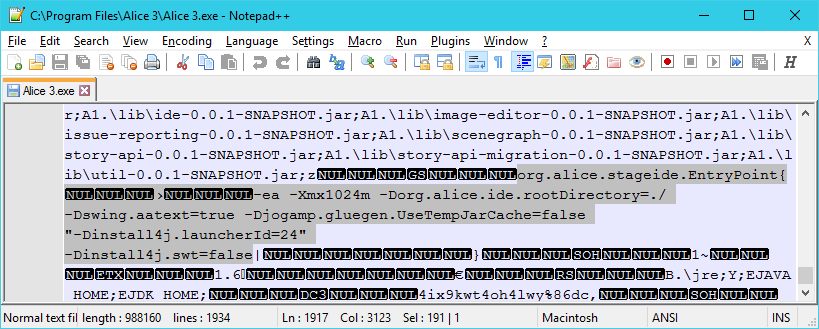 C:\Program Files\Alice 3\Alice 3.exe - Notepad++
File Edit Search View Encoding Language Settings Macro Run Plugins Window ? X
Alice 3.exe
r;A1.\lib\ide-0.0.1-SNAPSHOT.jar;A1.\lib\image-editor-0.0.1-SNAPSHOT.jar;A1.\lib\
issue-reporting-0.0.1-SNAPSHOT.jar;A1.\lib\scenegraph-0.0.1-SNAPSHOT.jar;A1.\lib\
story-api-0.0.1-SNAPSHOT.jar;A1.\lib\story-api-migration-0.0.1-SNAPSHOT.jar;A1.\l
ib\util-0.0.1-SNAPSHOT.jar;zNULNULNULGSNULNULNULorg.alice.stageide.EntryPoint{
NULNULNUL>NULNULNUL-ea -Xmx1024m -Dorg.alice.ide.rootDirectory=./
-Dswing.aatext=true -Djogamp.gluegen.UseTempJarCache=false
"-Dinstall4j.launcherId=24"
-Dinstall4j.swt=false|NULNULNULNULNULNULNUL}NULNULNULSOHNULNULNUL1~NULNUL
NULETXNULNULNUL1.6NULNULNULNULNULNULNUL€NULNULNULRSNULNULNULB.\jre;Y;EJAVA
_HOME;EJDK_HOME;NULNULNULDC3NULNULNUL4ix9kwt4oh4lwy%86dc,NULNULNULSOHNULNUL
Normal text fil length : 988160 lines : 1934 Ln : 1917 Col : 3123 Sel : 191 | 1 Macintosh ANSI INS